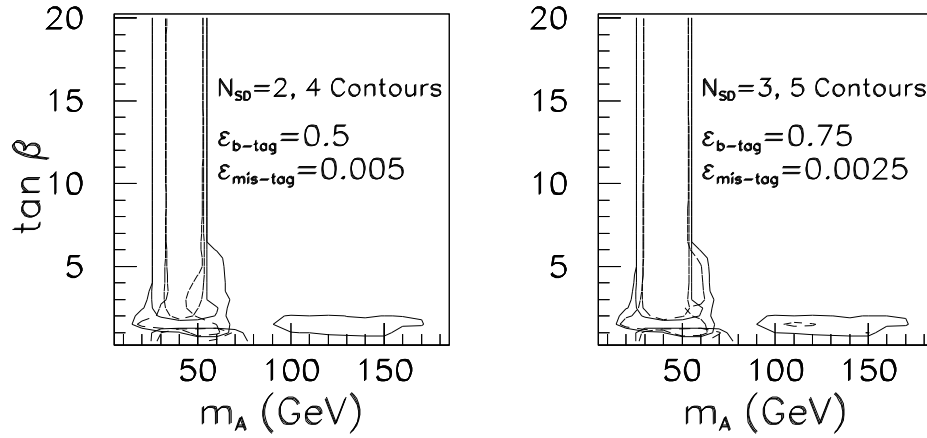 20
15
10
5
tan β
N_SD=2, 4 Contours
ε_b-tag=0.5
ε_mis-tag=0.005
50 100 150
m_A (GeV)
20
15
10
5
N_SD=3, 5 Contours
ε_b-tag=0.75
ε_mis-tag=0.0025
50 100 150
m_A (GeV)